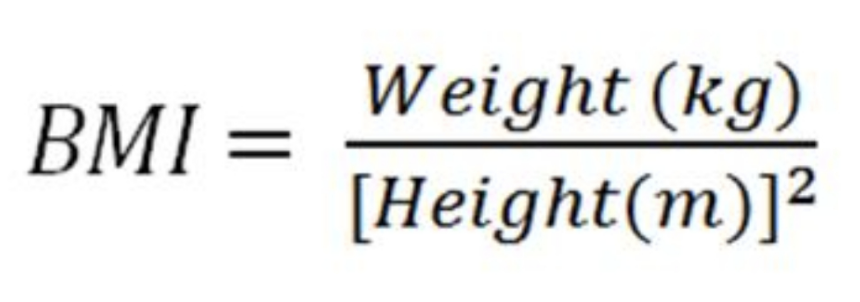 BMI = Weight (kg)
[Height(m)]²